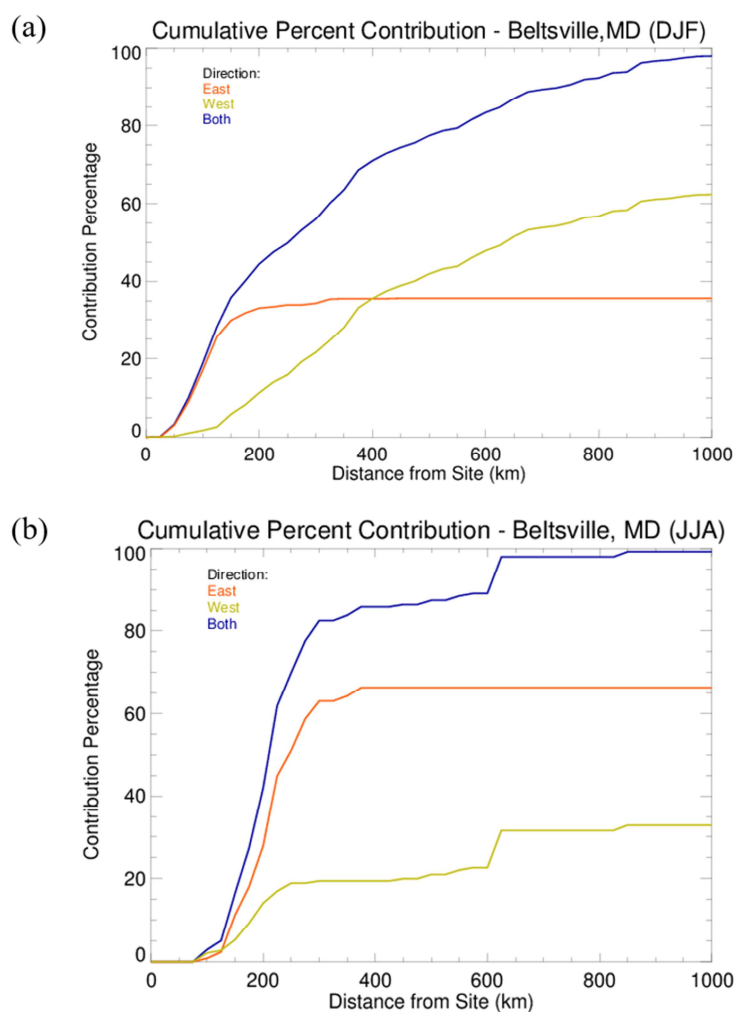 (a)
Cumulative Percent Contribution - Beltsville,MD (DJF)
100
80
60
40
20
0
Contribution Percentage
Direction:
East
West
Both
0 200 400 600 800 1000
Distance from Site (km)
(b)
Cumulative Percent Contribution - Beltsville, MD (JJA)
100
80
60
40
20
0
Contribution Percentage
Direction:
East
West
Both
0 200 400 600 800 1000
Distance from Site (km)